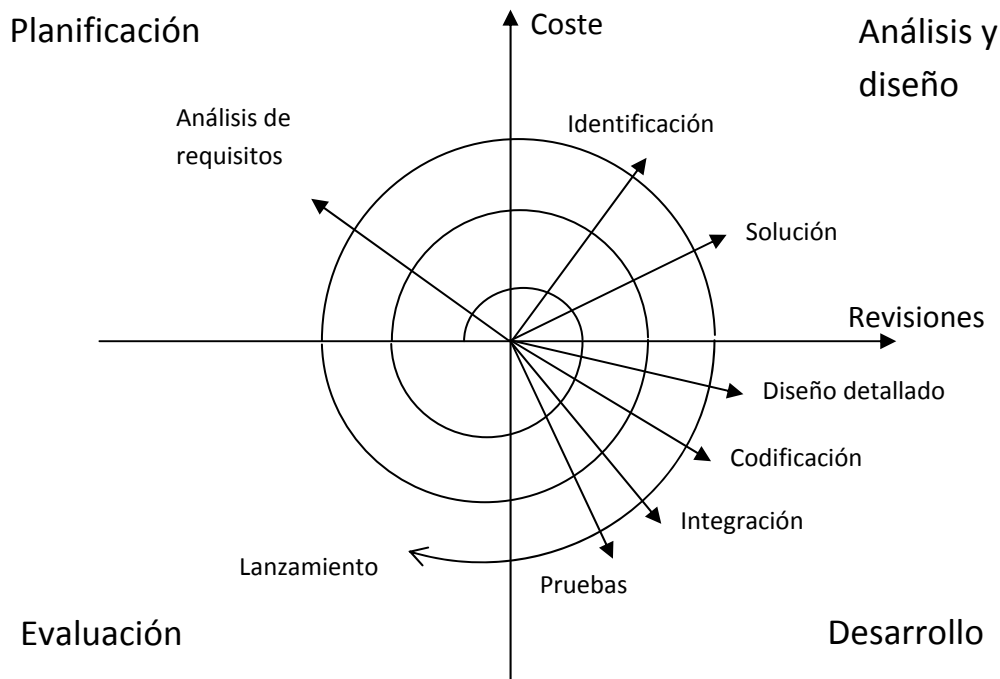 Planificación
Coste
Análisis y
diseño
Análisis de
requisitos
Identificación
Solución
Revisiones
Diseño detallado
Codificación
Integración
Lanzamiento
Pruebas
Evaluación
Desarrollo